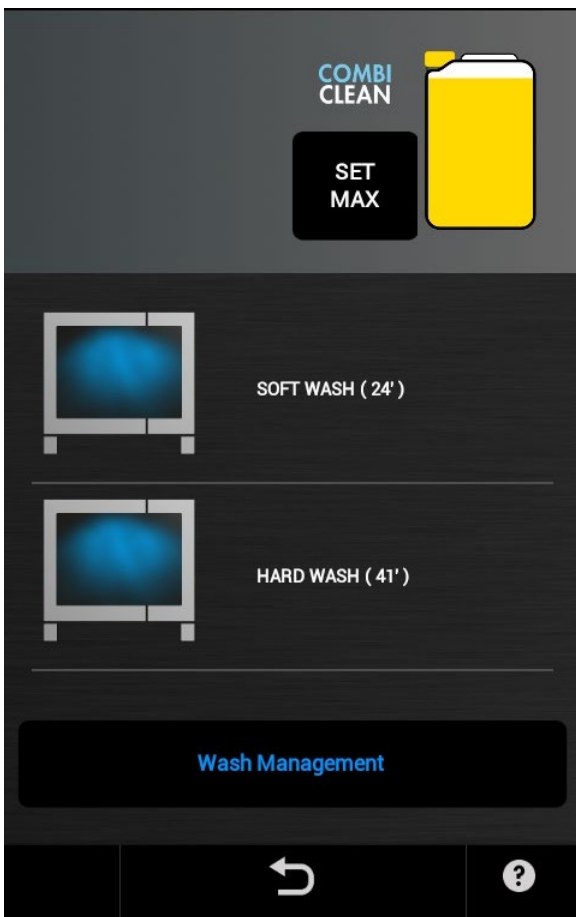 COMBI
CLEAN
SET
MAX
SOFT WASH ( 24' )
HARD WASH ( 41' )
Wash Management
?